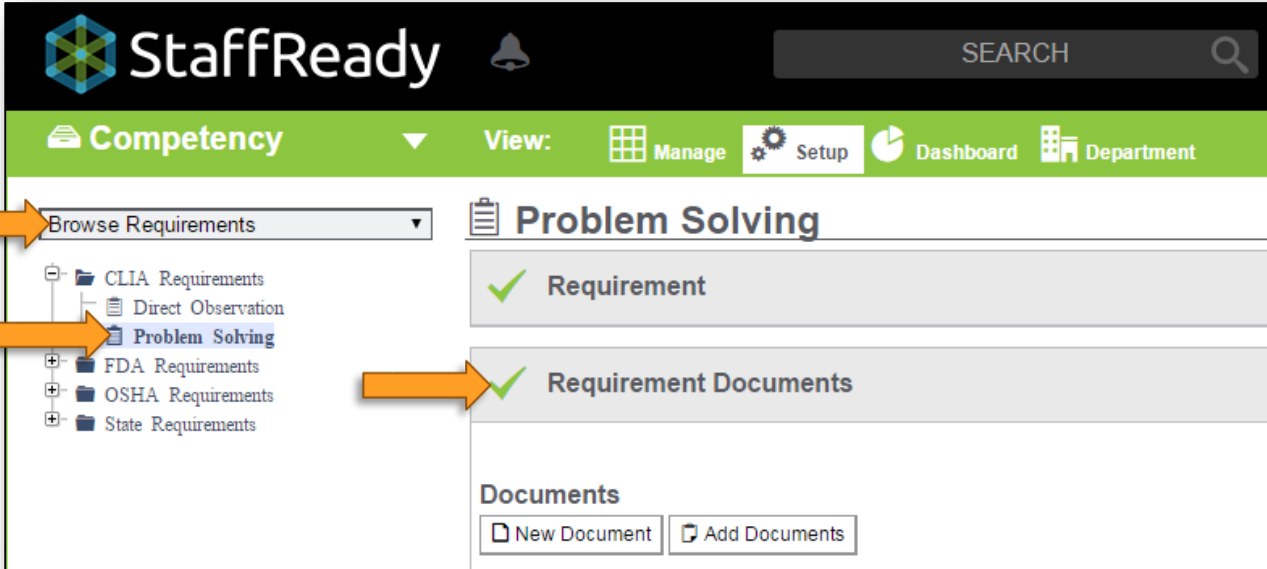 StaffReady
SEARCH
Competency
View:
Manage
Setup
Dashboard
Department
Browse Requirements
CLIA Requirements
Direct Observation
Problem Solving
FDA Requirements
OSHA Requirements
State Requirements
Problem Solving
Requirement
Requirement Documents
Documents
New Document
Add Documents